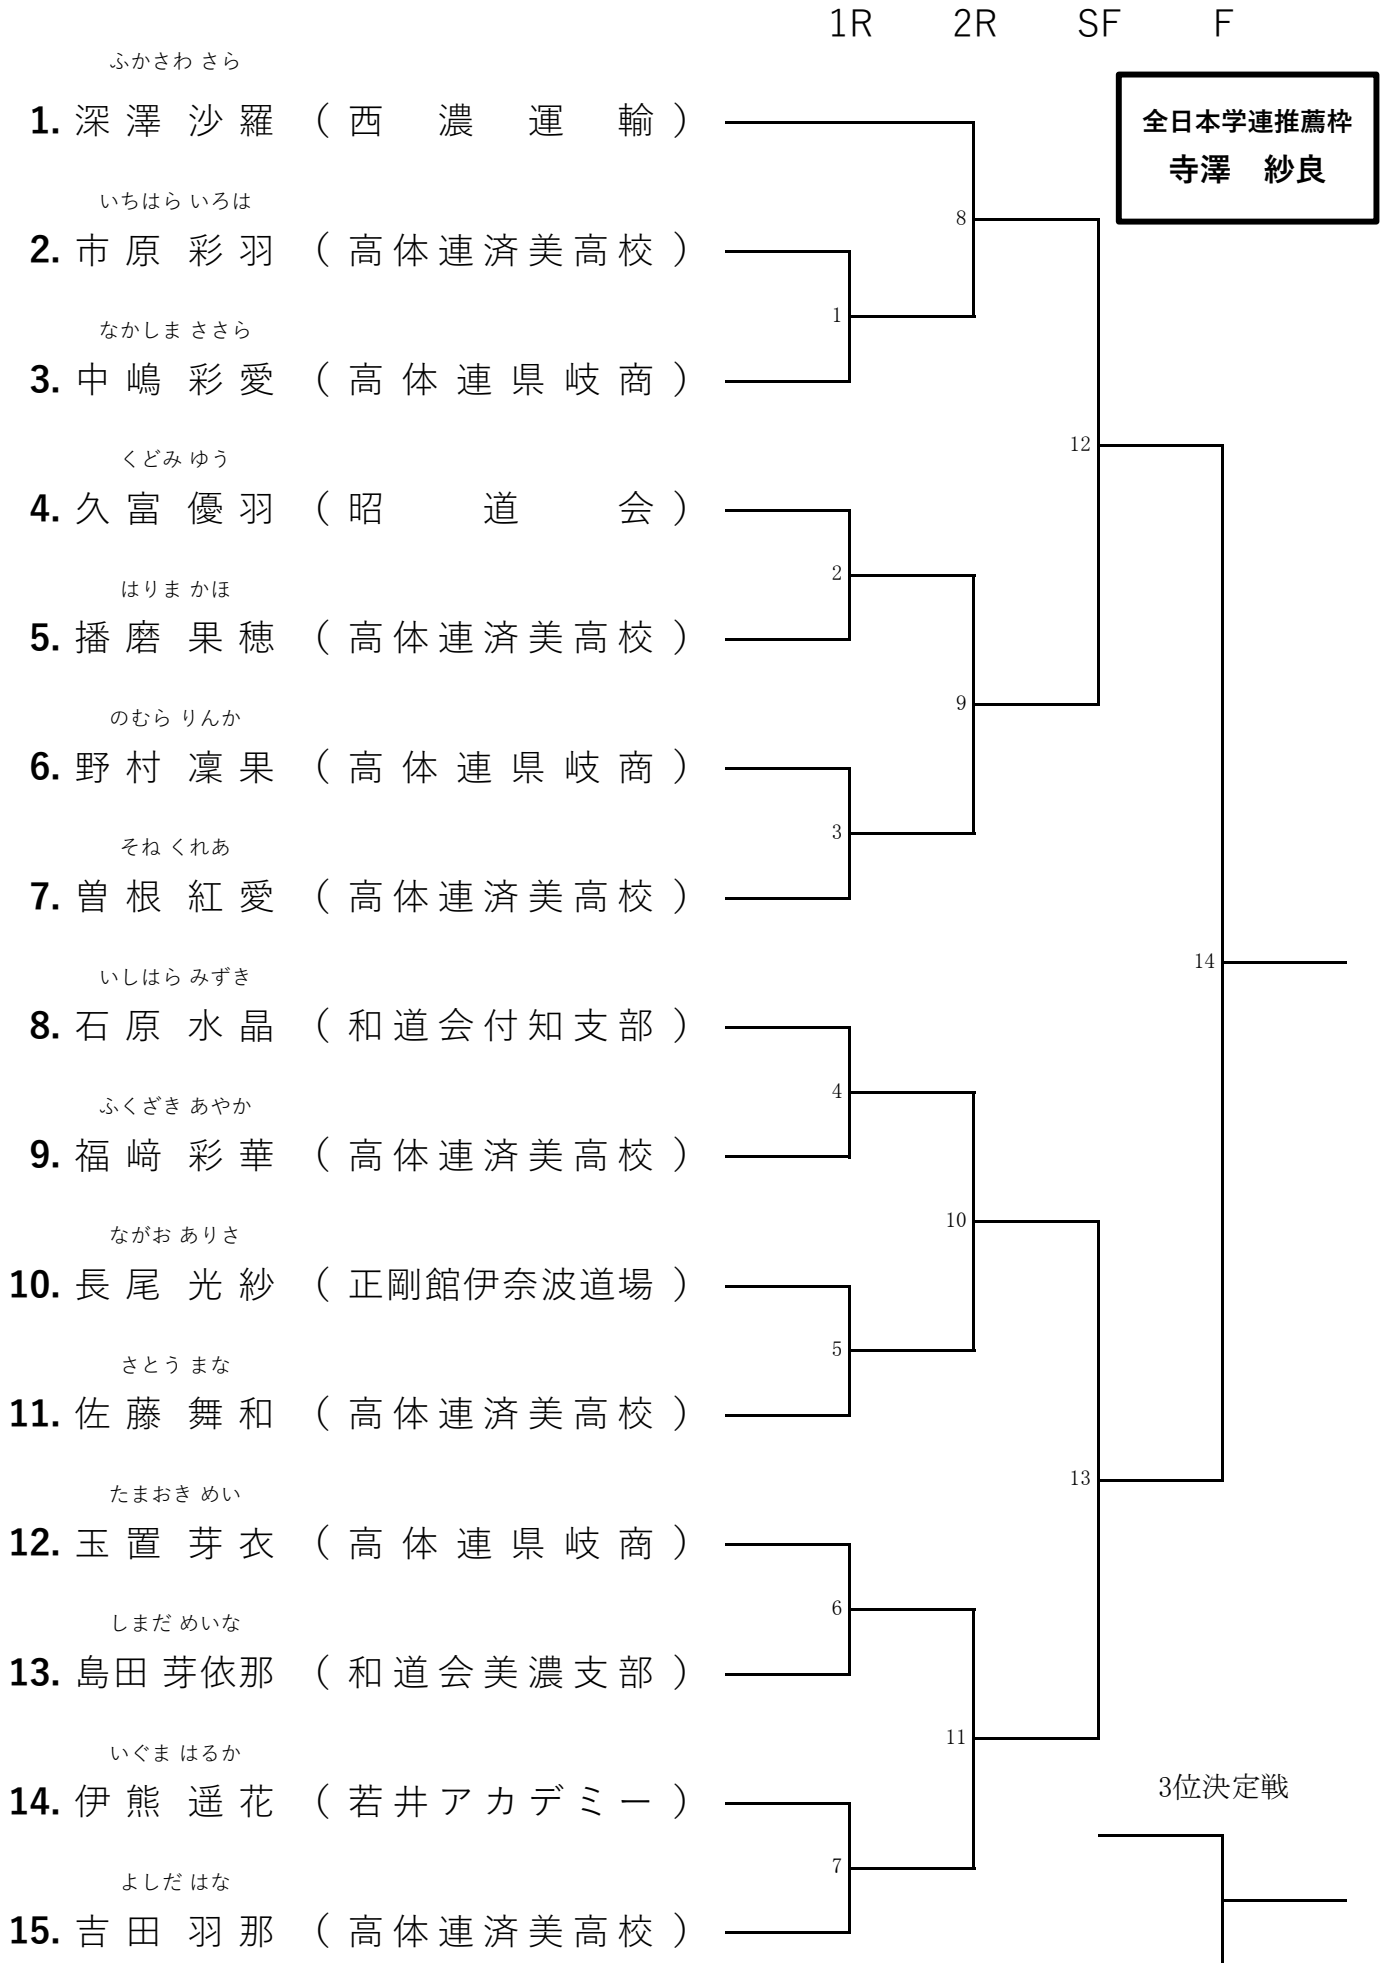 1R 2R SF F
全日本学連推薦枠
寺澤　紗良
ふかさわ さら
1. 深澤 沙羅 （西濃運輸）
8
いちはら いろは
2. 市原 彩羽 （高体連済美高校）
1
なかしま ささら
3. 中嶋 彩愛 （高体連県岐商）
12
くどみ ゆう
4. 久富 優羽 （昭道会）
2
はりま かほ
5. 播磨 果穂 （高体連済美高校）
9
のむら りんか
6. 野村 凜果 （高体連県岐商）
3
そね くれあ
7. 曽根 紅愛 （高体連済美高校）
14
いしはら みずき
8. 石原 水晶 （和道会付知支部）
4
ふくざき あやか
9. 福﨑 彩華 （高体連済美高校）
10
ながお ありさ
10. 長尾 光紗 （正剛館伊奈波道場）
5
さとう まな
11. 佐藤 舞和 （高体連済美高校）
13
たまおき めい
12. 玉置 芽衣 （高体連県岐商）
6
しまだ めいな
13. 島田 芽依那 （和道会美濃支部）
11
いぐま はるか
14. 伊熊 遥花 （若井アカデミー）
3位決定戦
7
よしだ はな
15. 吉田 羽那 （高体連済美高校）